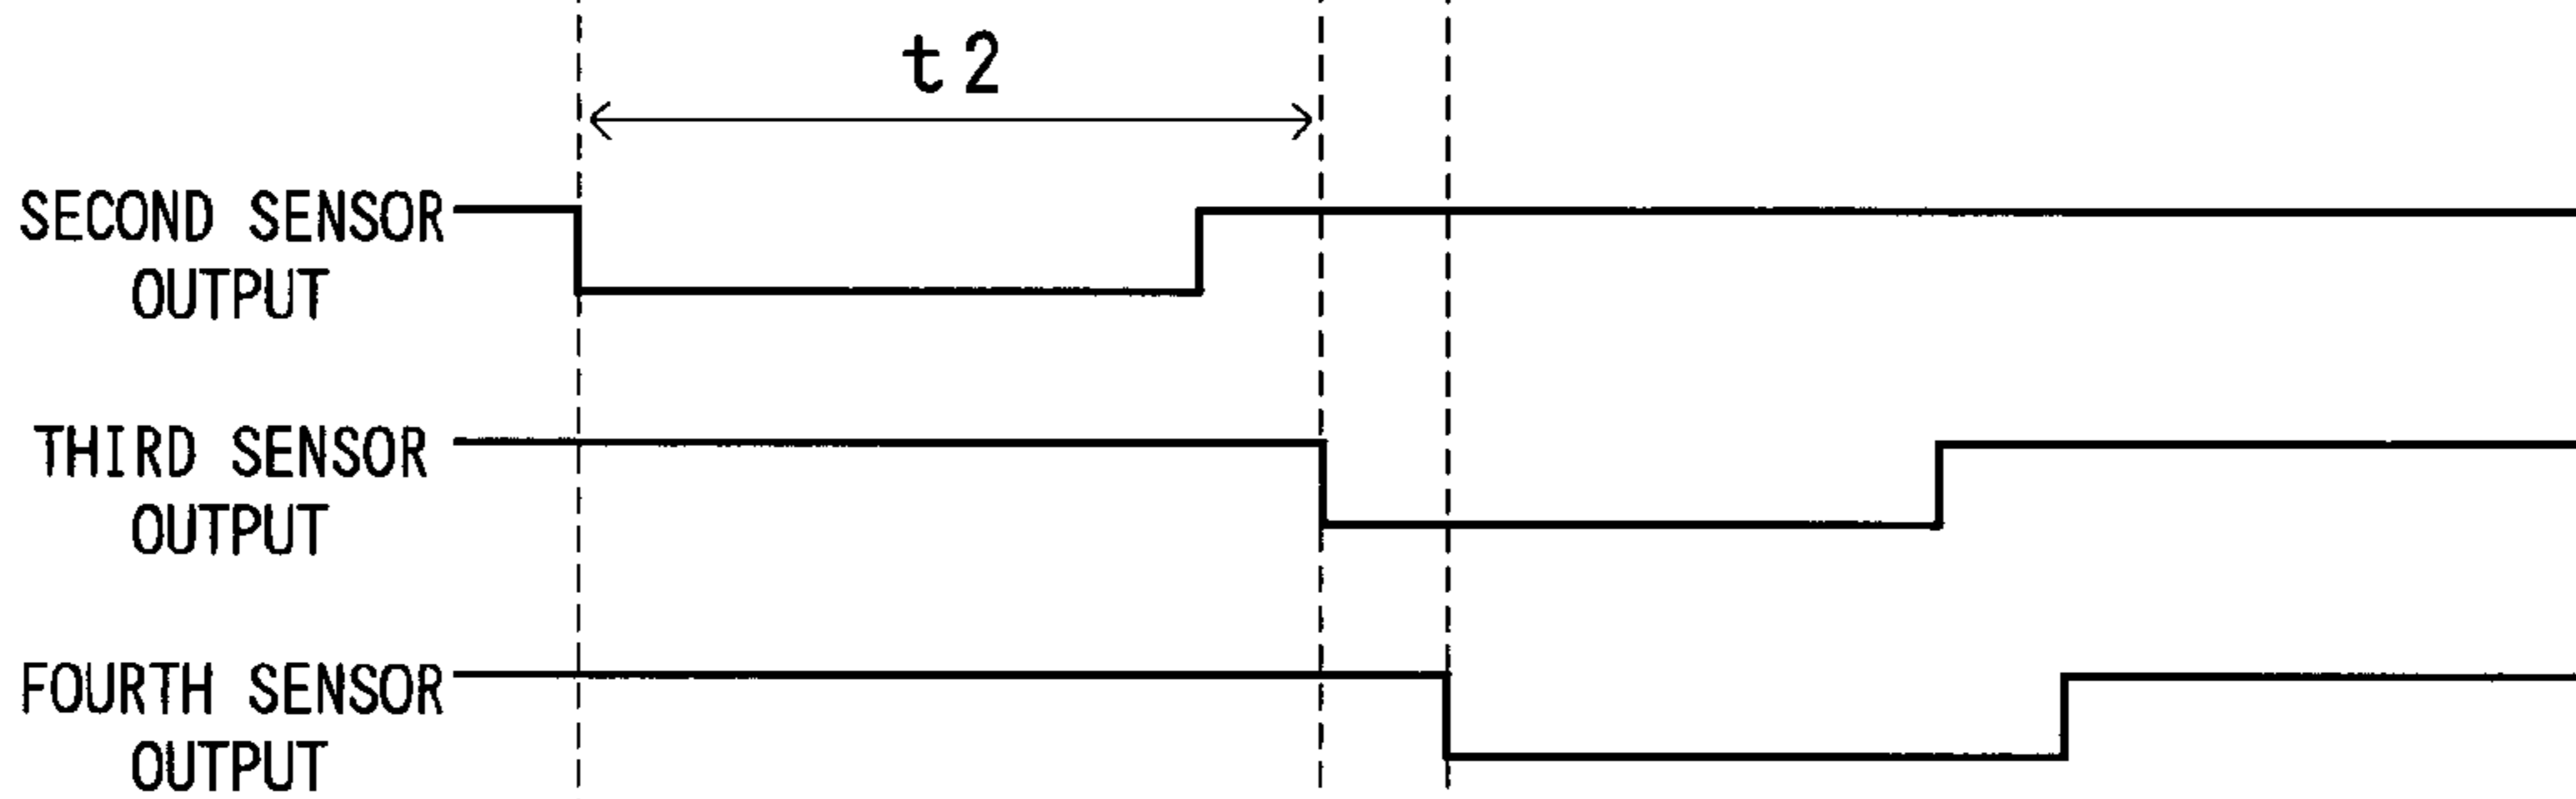 t2
SECOND SENSOR
OUTPUT
THIRD SENSOR
OUTPUT
FOURTH SENSOR
OUTPUT